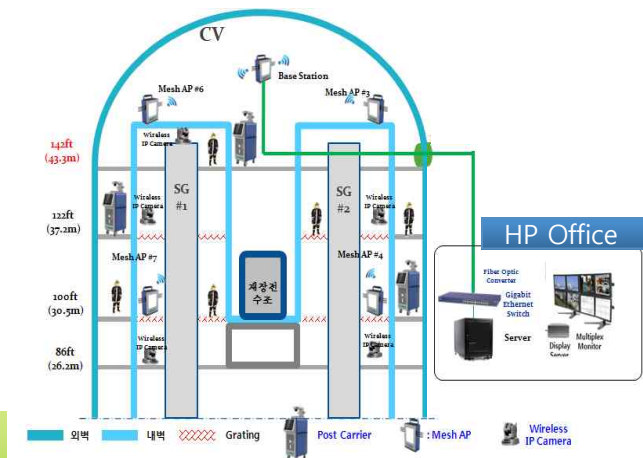 CV
Base Station
Mesh AP #6
Mesh AP #3
142ft
(43.3m)
Wireless
IP Camera
SG
#1
SG
#2
122ft
(37.2m)
Wireless
IP Camera
Wireless
IP Camera
HP Office
Mesh AP #7
Mesh AP #4
재장전
수조
100ft
(30.5m)
Fiber Optic
Converter
Gigabit
Ethernet
Switch
Server
Display
Server
Multiplex
Monitor
86ft
(26.2m)
Wireless
IP Camera
Wireless
IP Camera
외벽
내벽
Grating
Post Carrier
: Mesh AP
Wireless
IP Camera